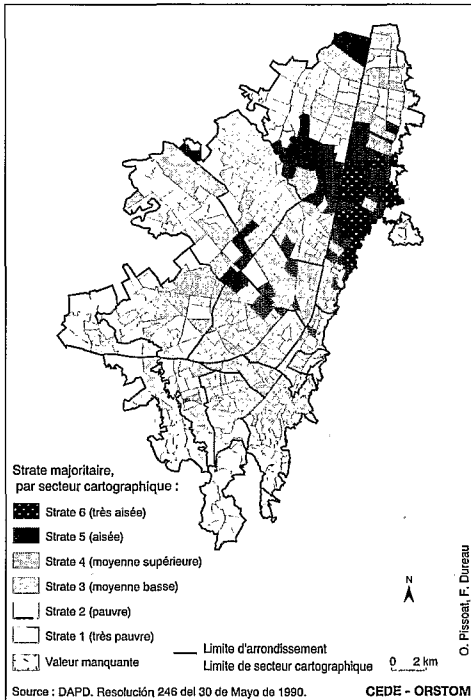 Strate majoritaire,
par secteur cartographique :
Strate 6 (très aisée)
Strate 5 (aisée)
Strate 4 (moyenne supérieure)
Strate 3 (moyenne basse)
Strate 2 (pauvre)
Strate 1 (très pauvre)
Valeur manquante
Limite d'arrondissement
Limite de secteur cartographique
N
0 2 km
O. Pissoat, F. Dureau
Source : DAPD. Resolución 246 del 30 de Mayo de 1990.
CEDE - ORSTOM